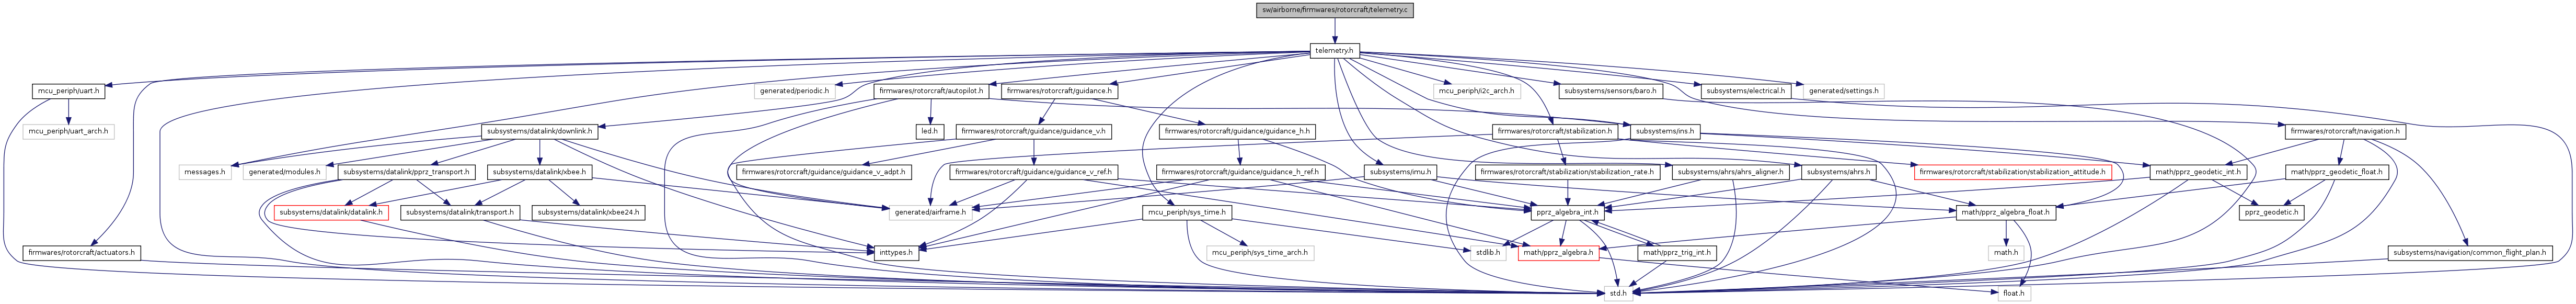 sw/airborne/firmwares/rotorcraft/telemetry.c
telemetry.h
mcu_periph/uart.h
generated/periodic.h
firmwares/rotorcraft/autopilot.h
firmwares/rotorcraft/guidance.h
mcu_periph/i2c_arch.h
subsystems/sensors/baro.h
subsystems/electrical.h
generated/settings.h
mcu_periph/uart_arch.h
subsystems/datalink/downlink.h
led.h
firmwares/rotorcraft/guidance/guidance_v.h
firmwares/rotorcraft/guidance/guidance_h.h
firmwares/rotorcraft/stabilization.h
subsystems/ins.h
firmwares/rotorcraft/navigation.h
messages.h
generated/modules.h
subsystems/datalink/pprz_transport.h
subsystems/datalink/xbee.h
firmwares/rotorcraft/guidance/guidance_v_adpt.h
firmwares/rotorcraft/guidance/guidance_v_ref.h
firmwares/rotorcraft/guidance/guidance_h_ref.h
subsystems/imu.h
firmwares/rotorcraft/stabilization/stabilization_rate.h
subsystems/ahrs/ahrs_aligner.h
subsystems/ahrs.h
firmwares/rotorcraft/stabilization/stabilization_attitude.h
math/pprz_geodetic_int.h
math/pprz_geodetic_float.h
subsystems/datalink/datalink.h
subsystems/datalink/transport.h
subsystems/datalink/xbee24.h
generated/airframe.h
mcu_periph/sys_time.h
pprz_algebra_int.h
math/pprz_algebra_float.h
pprz_geodetic.h
firmwares/rotorcraft/actuators.h
inttypes.h
mcu_periph/sys_time_arch.h
stdlib.h
math/pprz_algebra.h
math/pprz_trig_int.h
math.h
subsystems/navigation/common_flight_plan.h
std.h
float.h